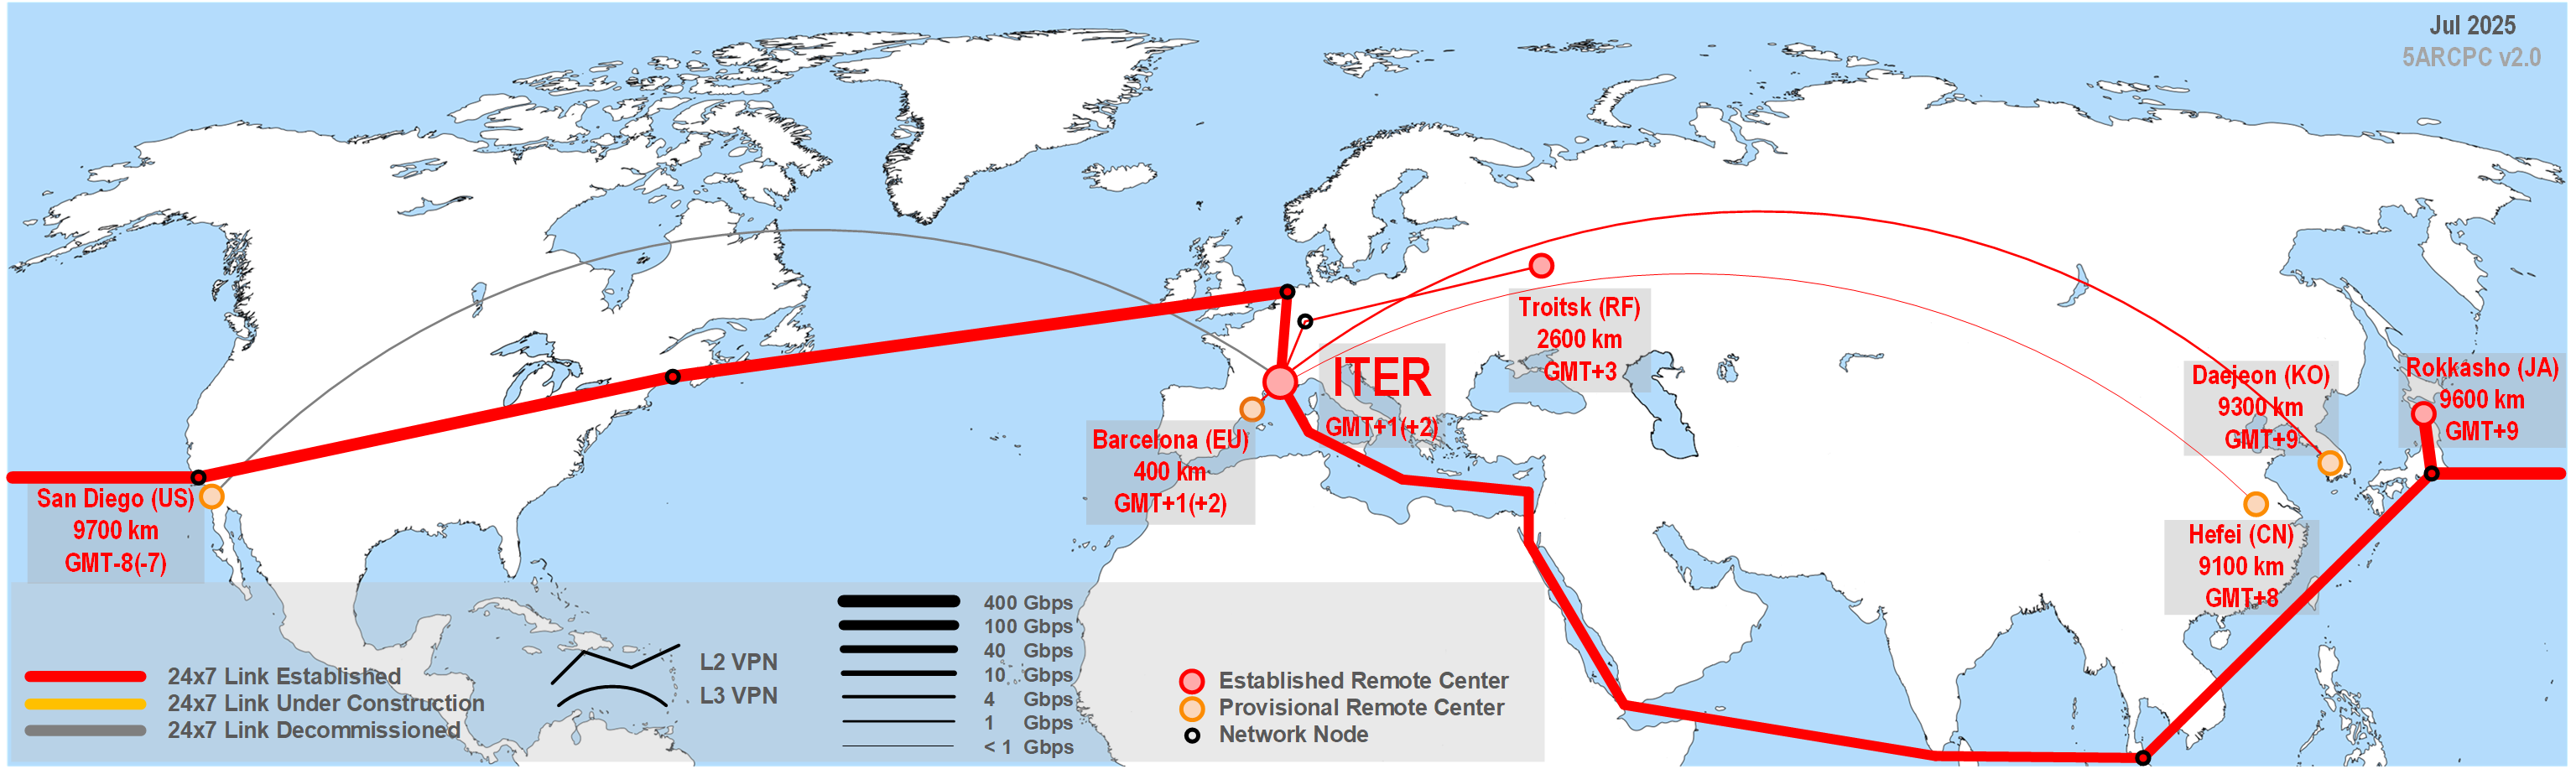 Jul 2025
5ARCPC v2.0
Troitsk (RF)
2600 km
GMT+3
ITER
GMT+1(+2)
Daejeon (KO)
9300 km
GMT+9
Rokkasho (JA)
9600 km
GMT+9
Barcelona (EU)
400 km
GMT+1(+2)
San Diego (US)
9700 km
GMT-8(-7)
Hefei (CN)
9100 km
GMT+8
24x7 Link Established
24x7 Link Under Construction
24x7 Link Decommissioned
L2 VPN
L3 VPN
400 Gbps
100 Gbps
40 Gbps
10 Gbps
4 Gbps
1 Gbps
< 1 Gbps
Established Remote Center
Provisional Remote Center
Network Node